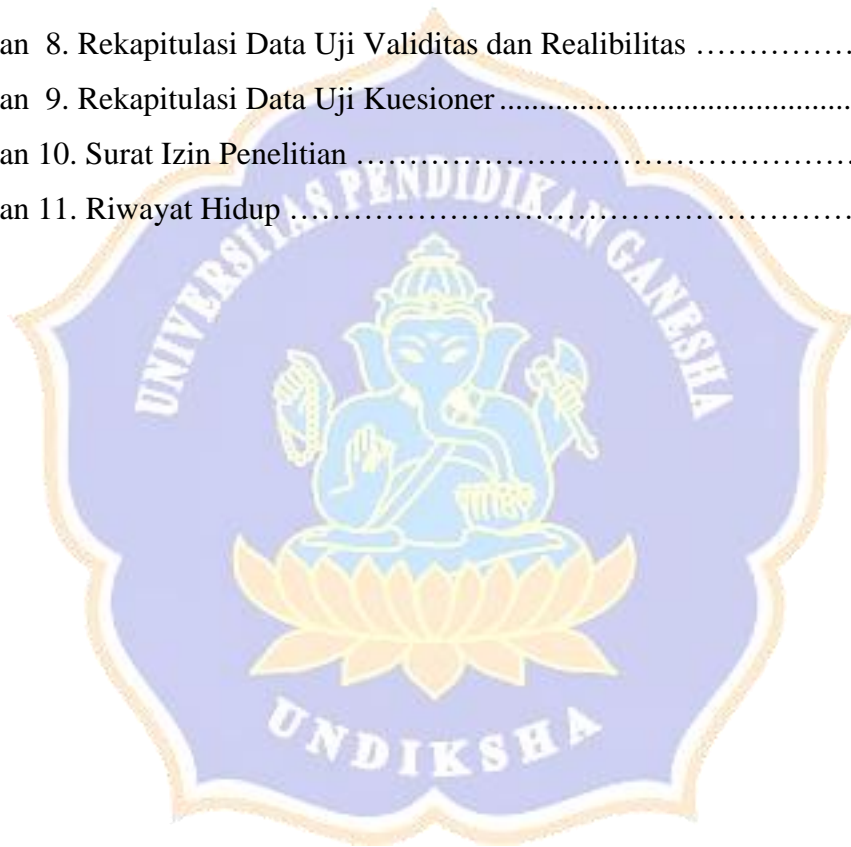 an 8. Rekapitulasi Data Uji Validitas dan Realibilitas ……………
an 9. Rekapitulasi Data Uji Kuesioner ..............................................
an 10. Surat Izin Penelitian …………………………………………
an 11. Riwayat Hidup ………………………………………………
UNIVERSITAS PENDIDIKAN GANESHA
UNDIKSHA